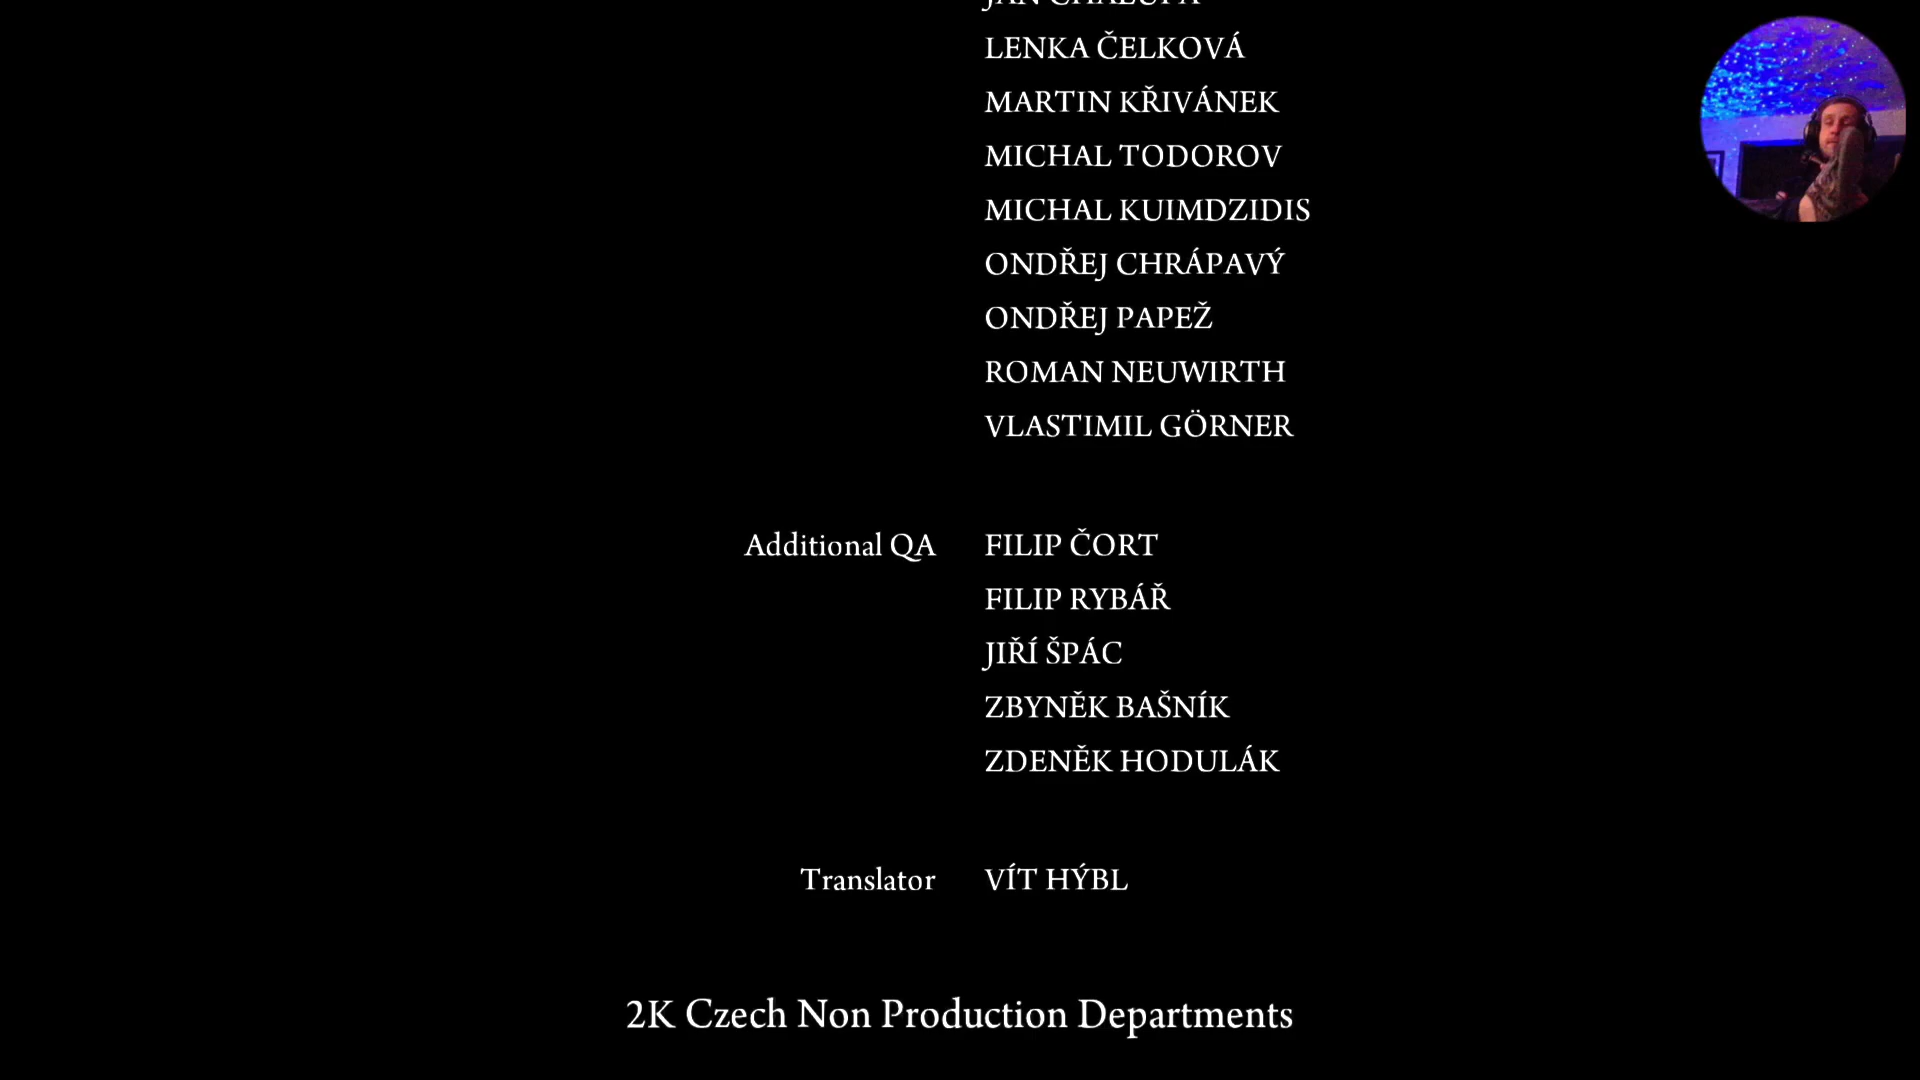 LENKA ČELKOVÁ
MARTIN KŘIVÁNEK
MICHAL TODOROV
MICHAL KUIMDZIDIS
ONDŘEJ CHRÁPAVÝ
ONDŘEJ PAPEŽ
ROMAN NEUWIRTH
VLASTIMIL GÖRNER
Additional QA FILIP ČORT
FILIP RYBÁŘ
JIŘÍ ŠPÁC
ZBYNĚK BAŠNÍK
ZDENĚK HODULÁK
Translator VÍT HÝBL
2K Czech Non Production Departments